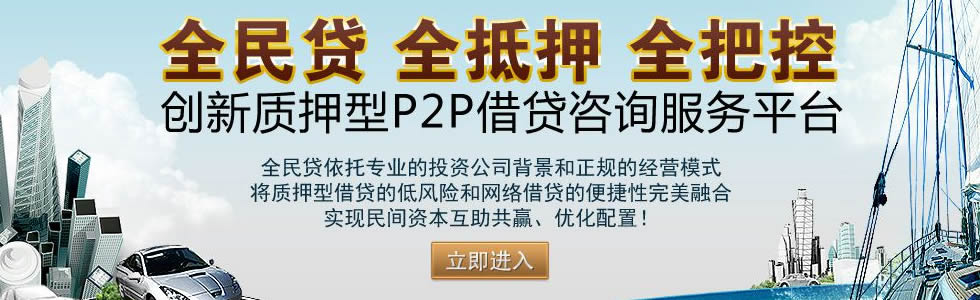 全民贷 全抵押 全把控
创新质押型P2P借贷咨询服务平台
全民贷依托专业的投资公司背景和正规的经营模式
将质押型借贷的低风险和网络借贷的便捷性完美融合
实现民间资本互助共赢、优化配置！
立即进入